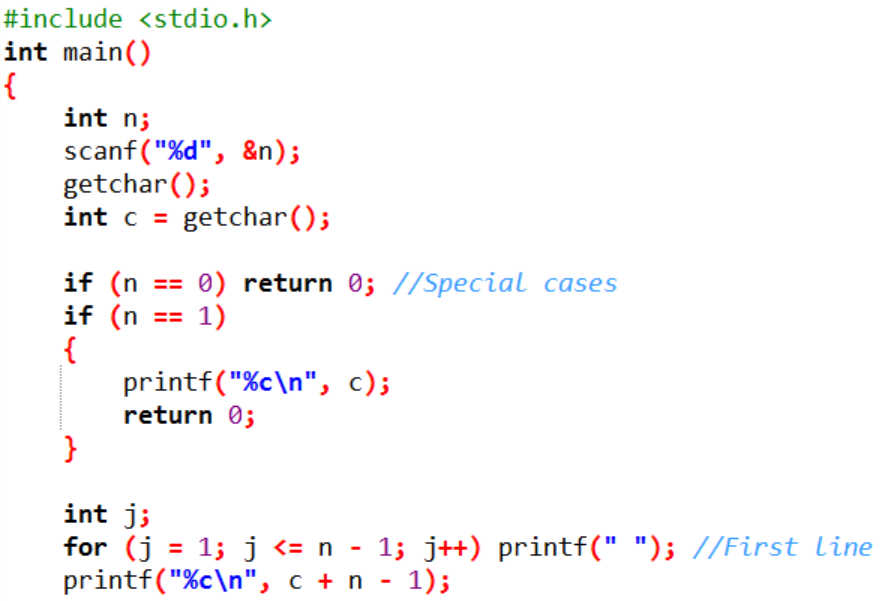 #include <stdio.h>
int main()
{
    int n;
    scanf("%d", &n);
    getchar();
    int c = getchar();

    if (n == 0) return 0; //Special cases
    if (n == 1)
    {
        printf("%c\n", c);
        return 0;
    }

    int j;
    for (j = 1; j <= n - 1; j++) printf(" "); //First line
    printf("%c\n", c + n - 1);